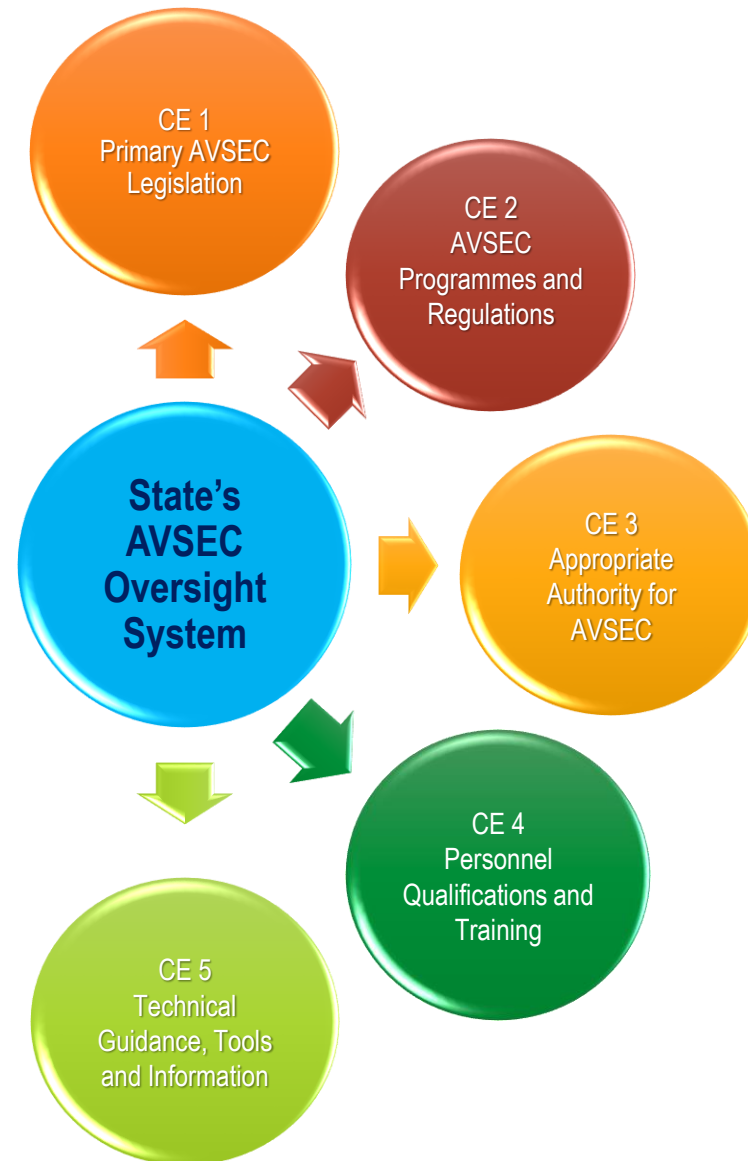 CE 1
Primary AVSEC
Legislation
CE 2
AVSEC
Programmes and
Regulations
State’s
AVSEC
Oversight
System
CE 3
Appropriate
Authority for
AVSEC
CE 4
Personnel
Qualifications and
Training
CE 5
Technical
Guidance, Tools
and Information